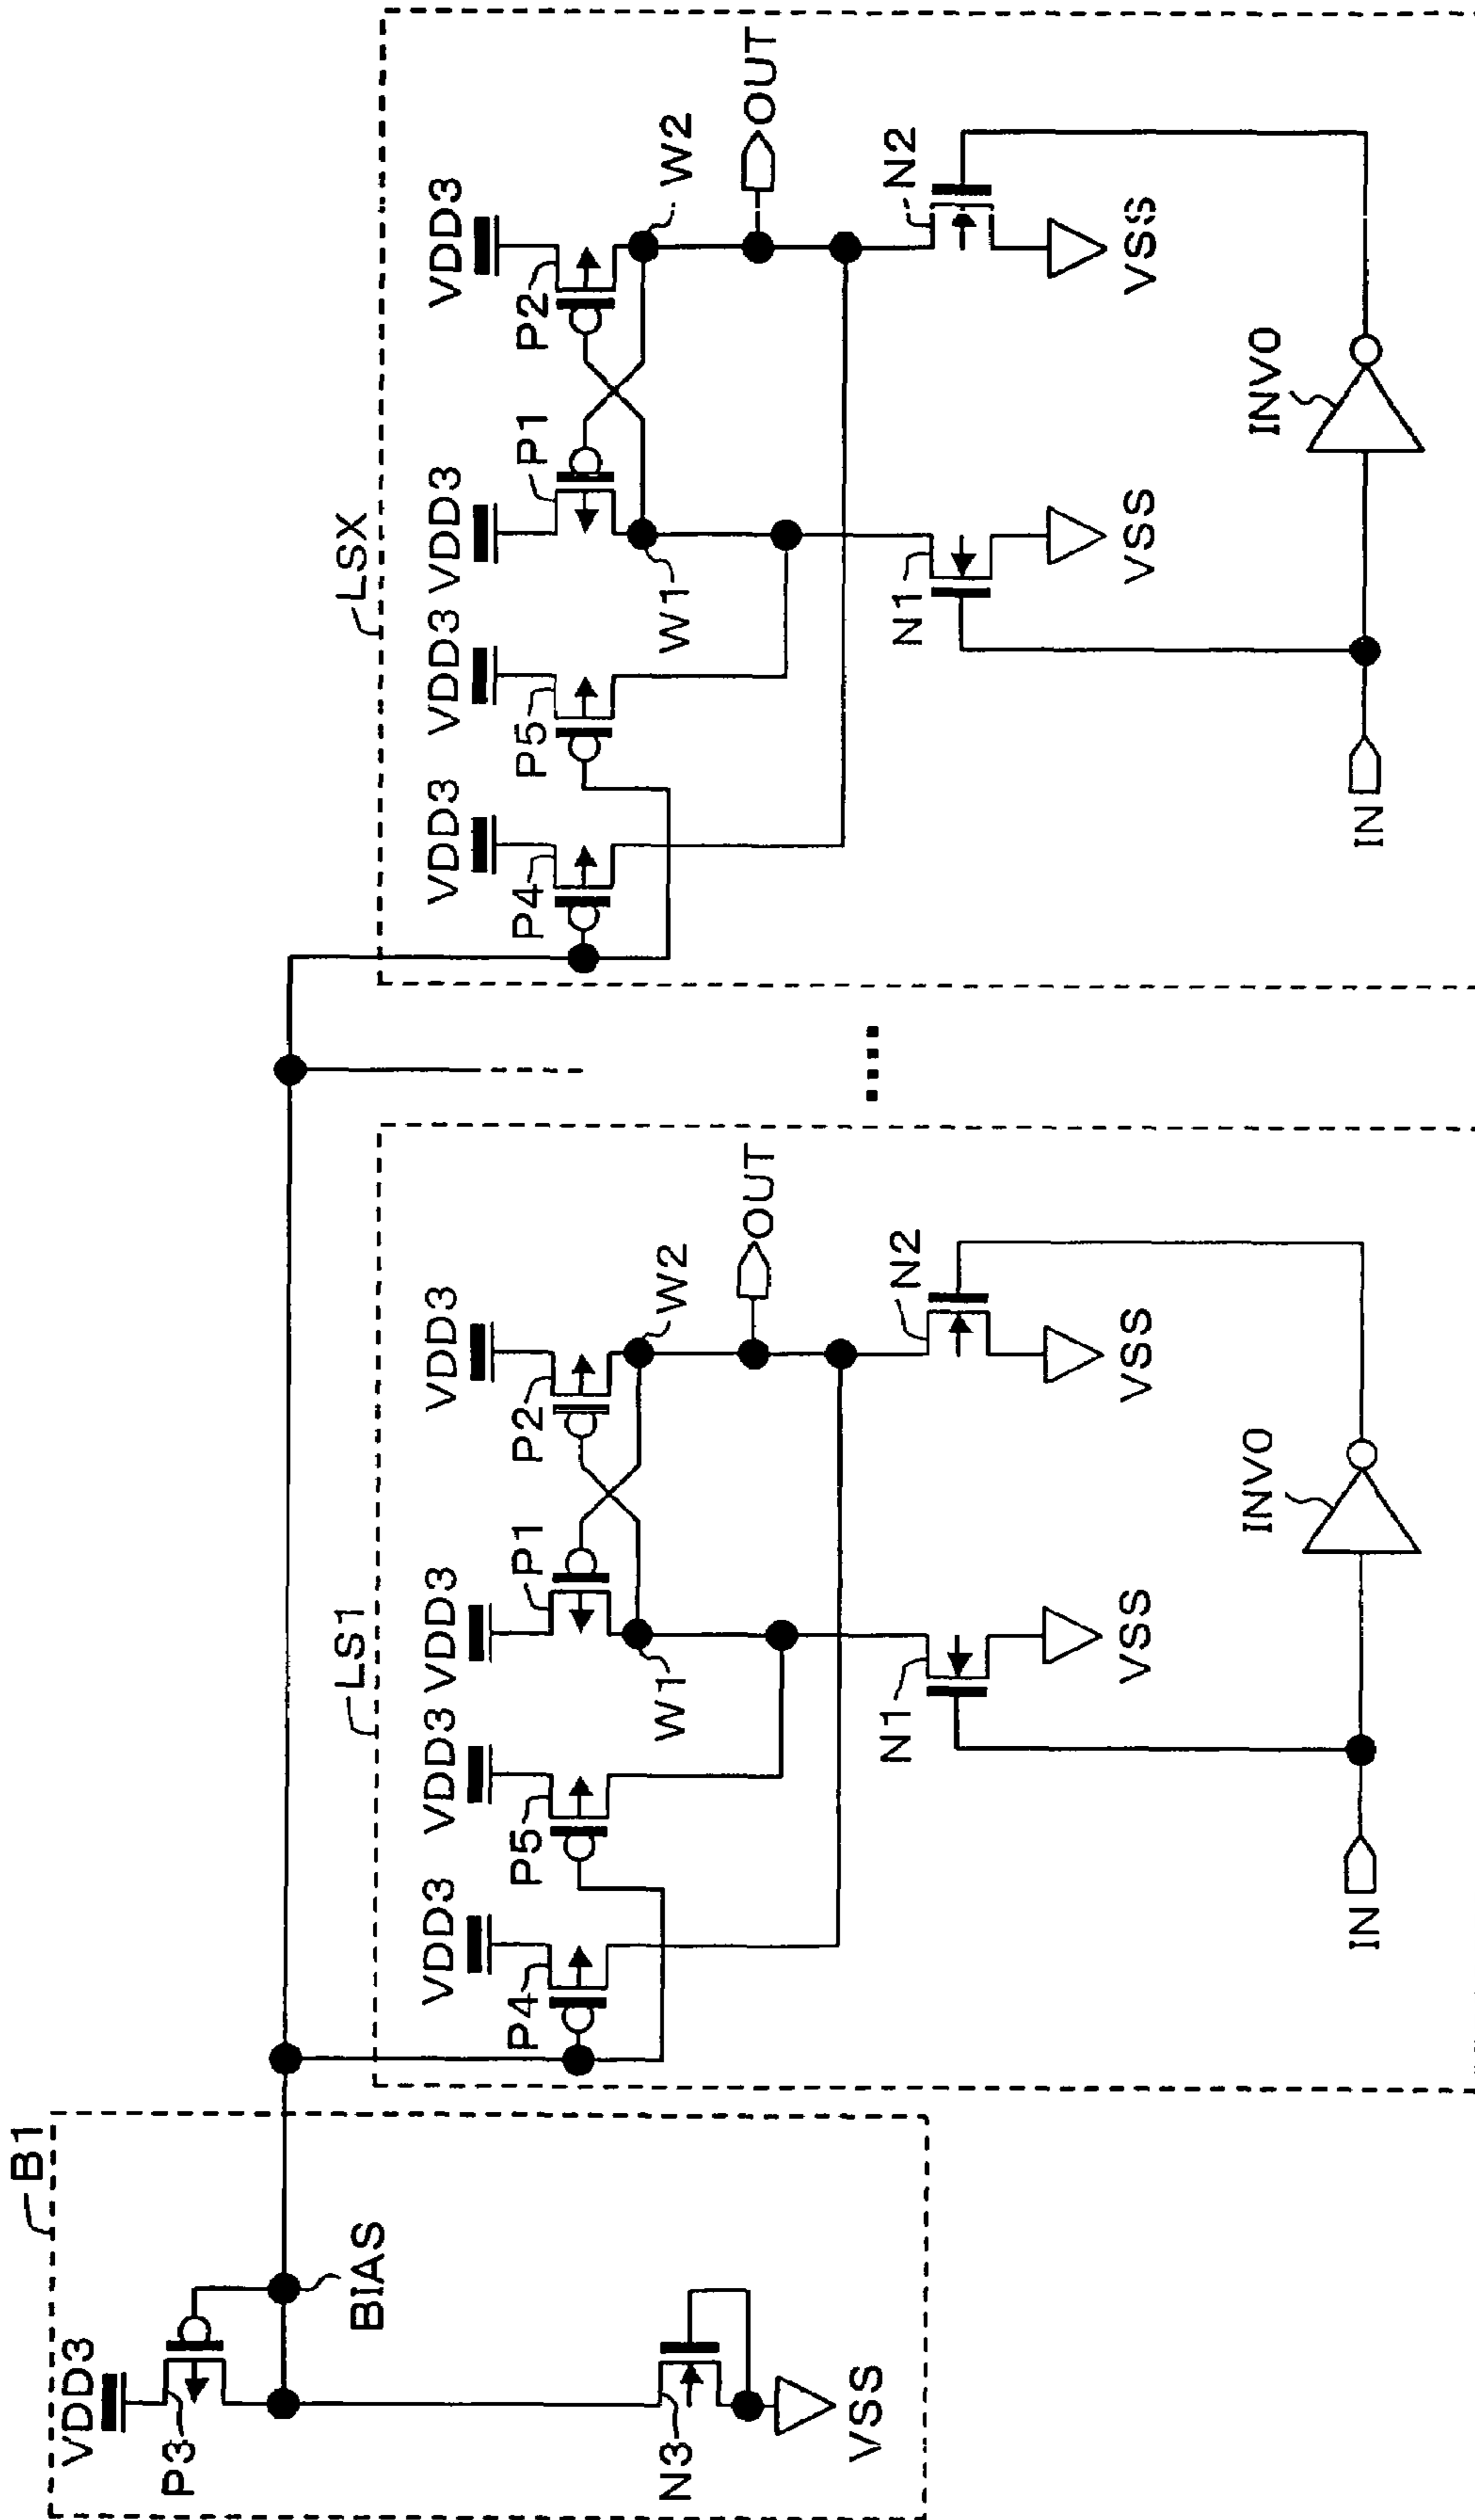 B1
VDD3
P3
BIAS
N3
VSS
LS1
VDD3 VDD3 VDD3 VDD3
P4 P5 P1 P2
W1 W2
OUT
N1 N2
VSS VSS
INV0
IN
LSX
VDD3 VDD3 VDD3 VDD3
P4 P5 P1 P2
W1 W2
OUT
N1 N2
VSS VSS
INV0
IN